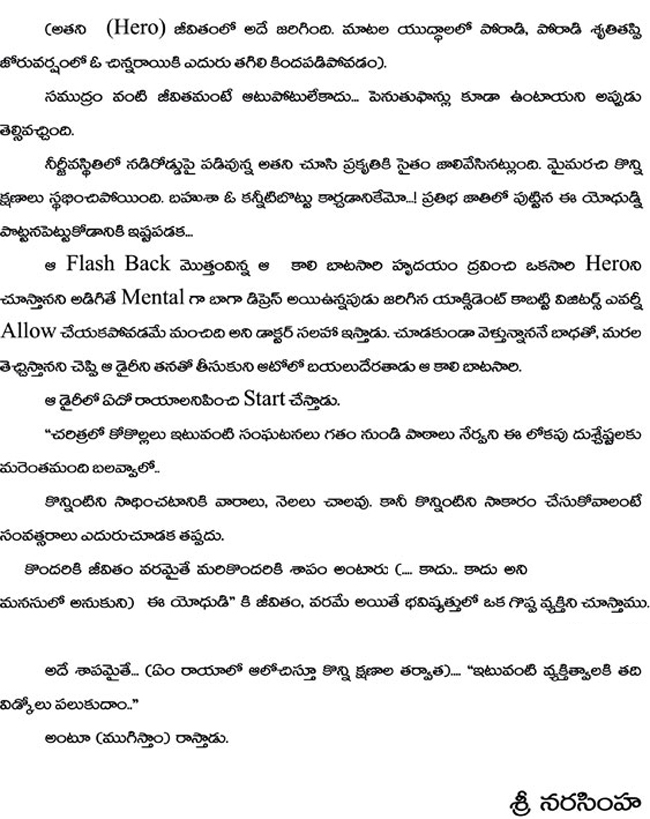 (అతని (Hero) జీవితంలో అదే జరిగింది. మాటల యుద్ధాలలో పోరాడి, పోరాడి శృతితప్పి
జోరువర్షంలో ఓ చిన్నరాయికి ఎదురు తగిలి కిందపడిపోవడం).
సముద్రం వంటి జీవితమంటే ఆటుపోటులేకాదు... పెనుతుఫాన్లు కూడా ఉంటాయని అప్పుడు
తెల్సివచ్చింది.
నీర్జీవస్థితిలో నడిరోడ్డుపై పడివున్న అతని చూసి ప్రకృతికి సైతం జాలివేసినట్లుంది. మైమరచి కొన్ని
క్షణాలు స్థభించిపోయింది. బహుశా ఓ కన్నీటిబొట్టు కార్చడానికేమో...! ప్రతిభ జాతిలో పుట్టిన ఈ యోధుడ్ని
పొట్టనపెట్టుకోడానికి ఇష్టపడక...
ఆ Flash Back మొత్తంవిన్న ఆ కాలి బాటసారి హృదయం ద్రవించి ఒకసారి Heroని
చూస్తానని అడిగితే Mental గా బాగా డిప్రెస్ అయిఉన్నపుడు జరిగిన యాక్సిడెంట్ కాబట్టి విజిటర్స్ ఎవర్నీ
Allow చేయకపోవడమే మంచిది అని డాక్టర్ సలహా ఇస్తాడు. చూడకుండా వెళ్తున్నాననే బాధతో, మరల
తెచ్చిస్తానని చెప్పి ఆ డైరీని తనతో తీసుకుని ఆటోలో బయలుదేరతాడు ఆ కాలి బాటసారి.
ఆ డైరీలో ఏదో రాయాలనిపించి Start చేస్తాడు.
“చరిత్రలో కోకొల్లలు ఇటువంటి సంఘటనలు గతం నుండి పాఠాలు నేర్వని ఈ లోకపు దుశ్చేష్టలకు
మరెంతమంది బలవ్వాలో..
కొన్నింటిని సాధించటానికి వారాలు, నెలలు చాలవు. కానీ కొన్నింటిని సాకారం చేసుకోవాలంటే
సంవత్సరాలు ఎదురుచూడక తప్పదు.
కొందరికి జీవితం వరమైతే మరికొందరికి శాపం అంటారు: (.... కాదు.. కాదు అని
మనసులో అనుకుని) ఈ యోధుడి” కి జీవితం, వరమే అయితే భవిష్యత్తులో ఒక గొప్ప వ్యక్తిని చూస్తాము.
అదే శాపమైతే... (ఏం రాయాలో ఆలోచిస్తూ కొన్ని క్షణాల తర్వాత).... “ఇటువంటి వ్యక్తిత్వాలకి తది
విడ్కోలు పలుకుదాం..”
అంటూ (ముగిస్తాం) రాస్తాడు.
శ్రీ నరసింహ